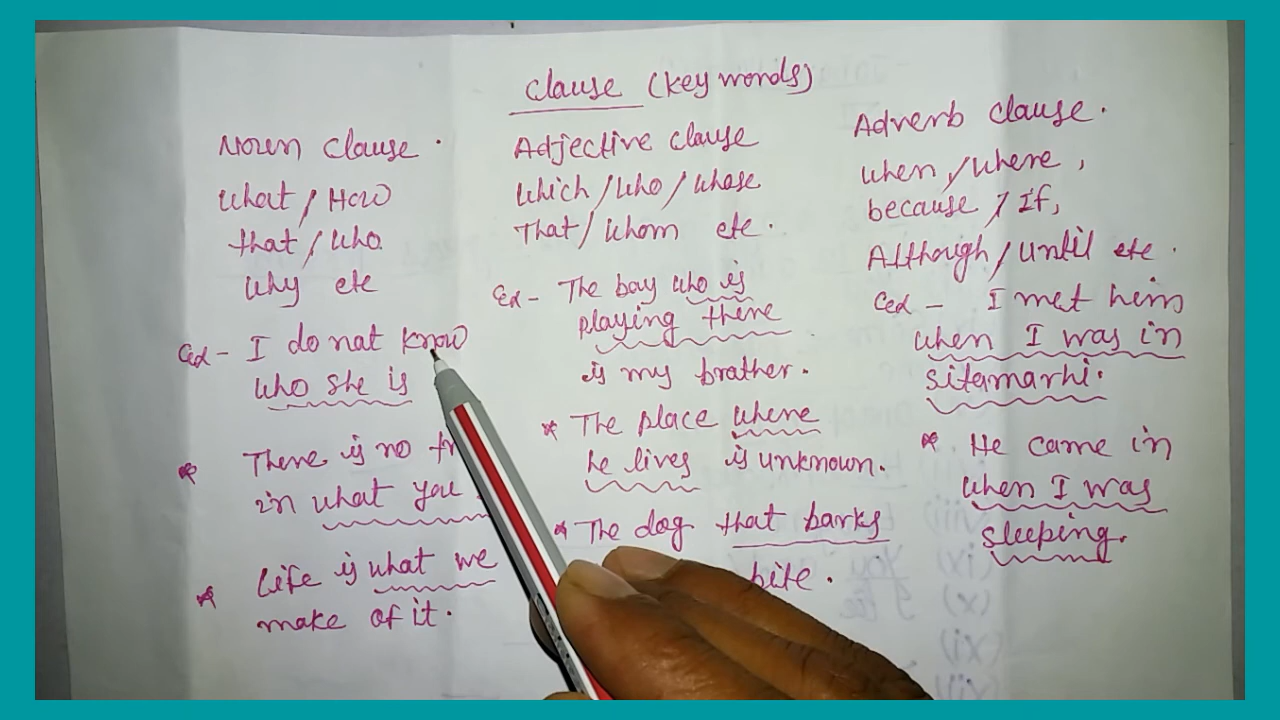 Clause (key words)
Noun clause.
what / How
that / who
why etc
Ex - I do not know
who she is
* There is no
in what you
* Life is what we
make of it.
Adjective clause
which / who / whose
That / whom etc.
Ex - The boy who is
playing there
is my brother.
* The place where
he lives is unknown.
* The dog that barks
bite.
Adverb clause.
when / where,
because / If,
Although / until etc.
Ex - I met him
when I was in
sitamarhi.
* He came in
when I was
sleeping.